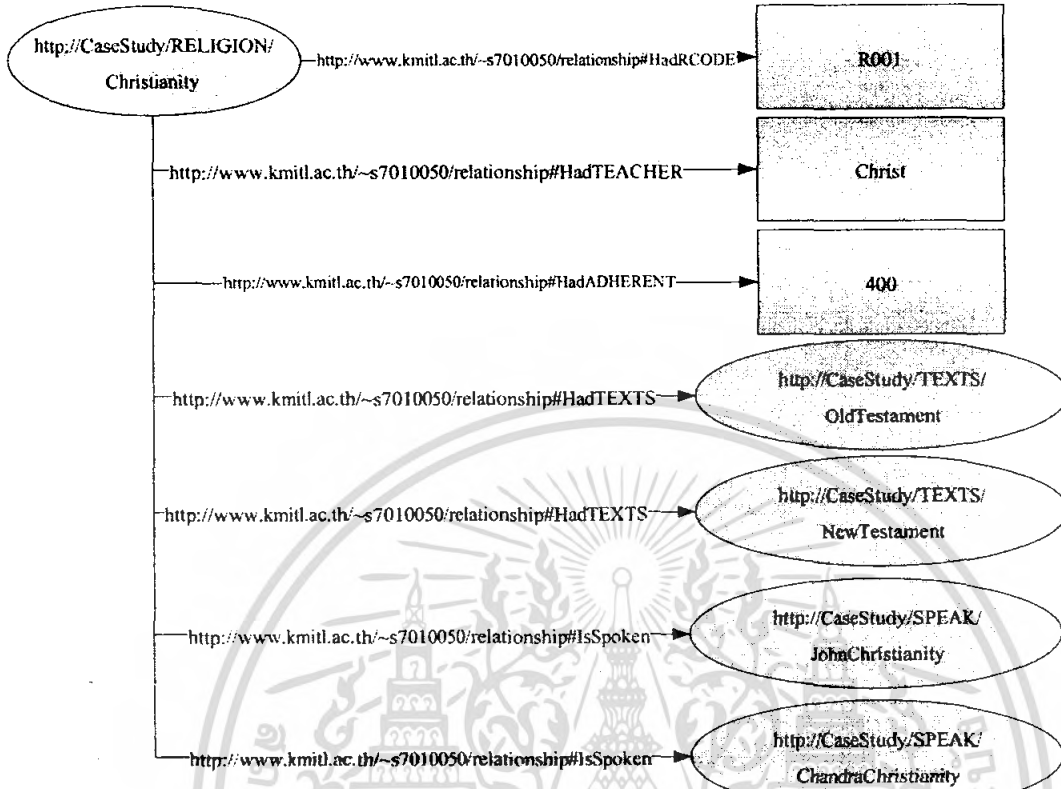 http://CaseStudy/RELIGION/
Christianity
http://www.kmitl.ac.th/~s7010050/relationship#HadRCODE
R001
http://www.kmitl.ac.th/~s7010050/relationship#HadTEACHER
Christ
http://www.kmitl.ac.th/~s7010050/relationship#HadADHERENT
400
http://www.kmitl.ac.th/~s7010050/relationship#HadTEXTS
http://CaseStudy/TEXTS/
OldTestament
http://www.kmitl.ac.th/~s7010050/relationship#HadTEXTS
http://CaseStudy/TEXTS/
NewTestament
http://www.kmitl.ac.th/~s7010050/relationship#IsSpoken
http://CaseStudy/SPEAK/
JohnChristianity
http://www.kmitl.ac.th/~s7010050/relationship#IsSpoken
http://CaseStudy/SPEAK/
ChandraChristianity